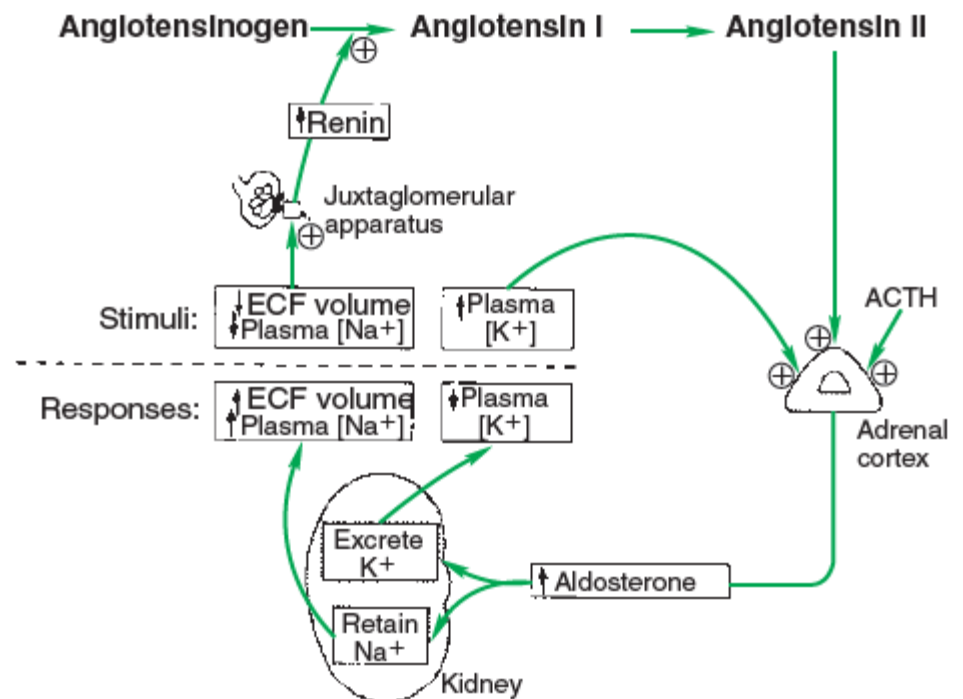 Angiotensinogen
Angiotensin I
Angiotensin II
⊕
↑Renin
Juxtaglomerular
apparatus
⊕
Stimuli:
↓ECF volume
↓Plasma [Na+]
↑Plasma
[K+]
ACTH
⊕
⊕
⊕
Adrenal
cortex
Responses:
↑ECF volume
↑Plasma [Na+]
↓Plasma
[K+]
Excrete
K+
↑Aldosterone
Retain
Na+
Kidney